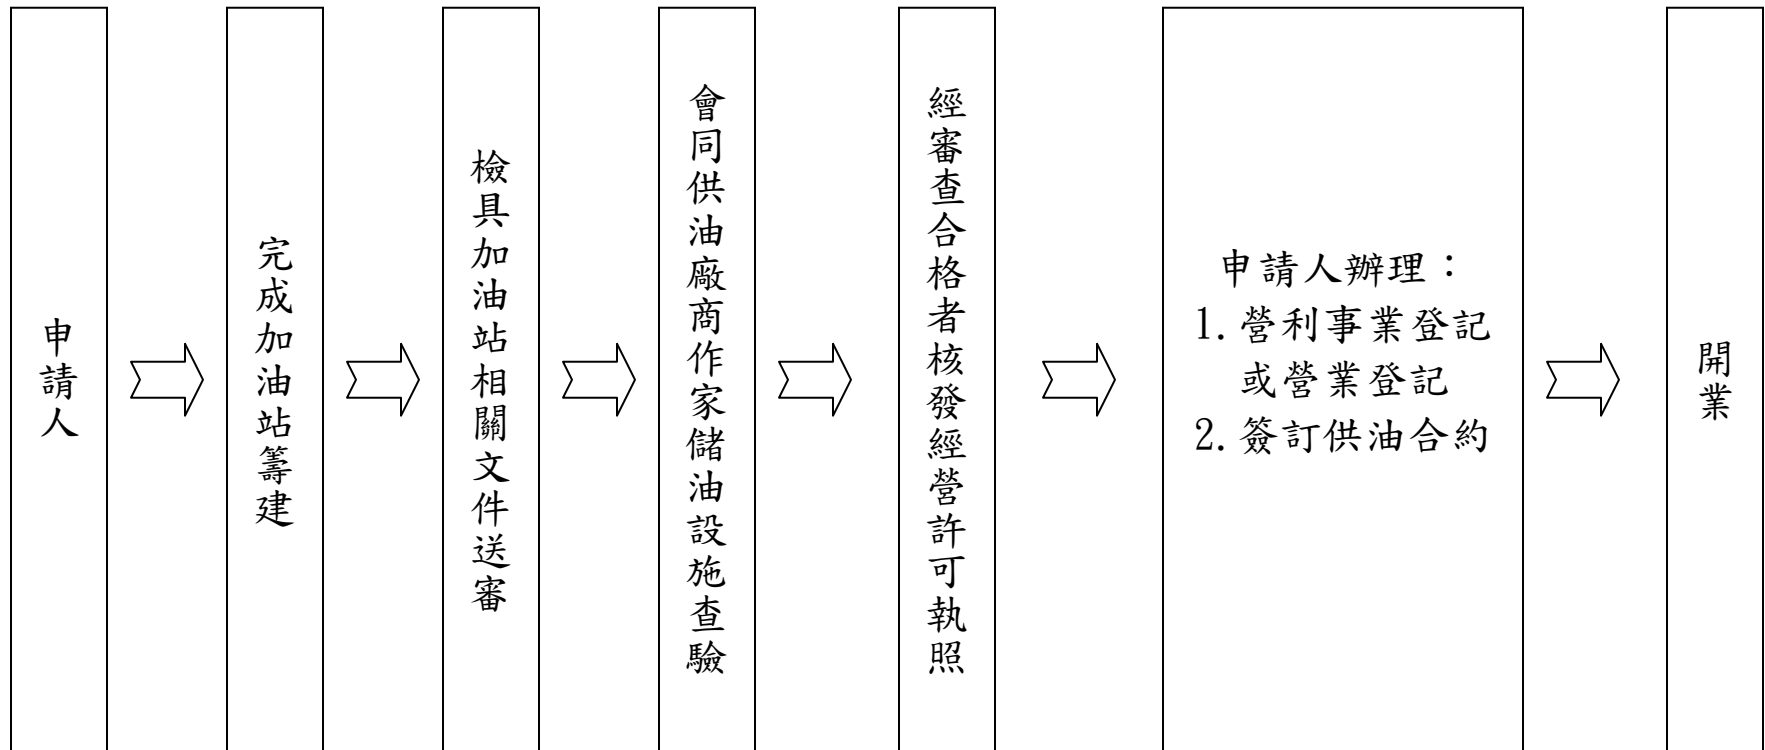 申請人
完成加油站籌建
檢具加油站相關文件送審
會同供油廠商作家儲油設施查驗
經審查合格者核發經營許可執照
申請人辦理：
1.營利事業登記
或營業登記
2.簽訂供油合約
開業